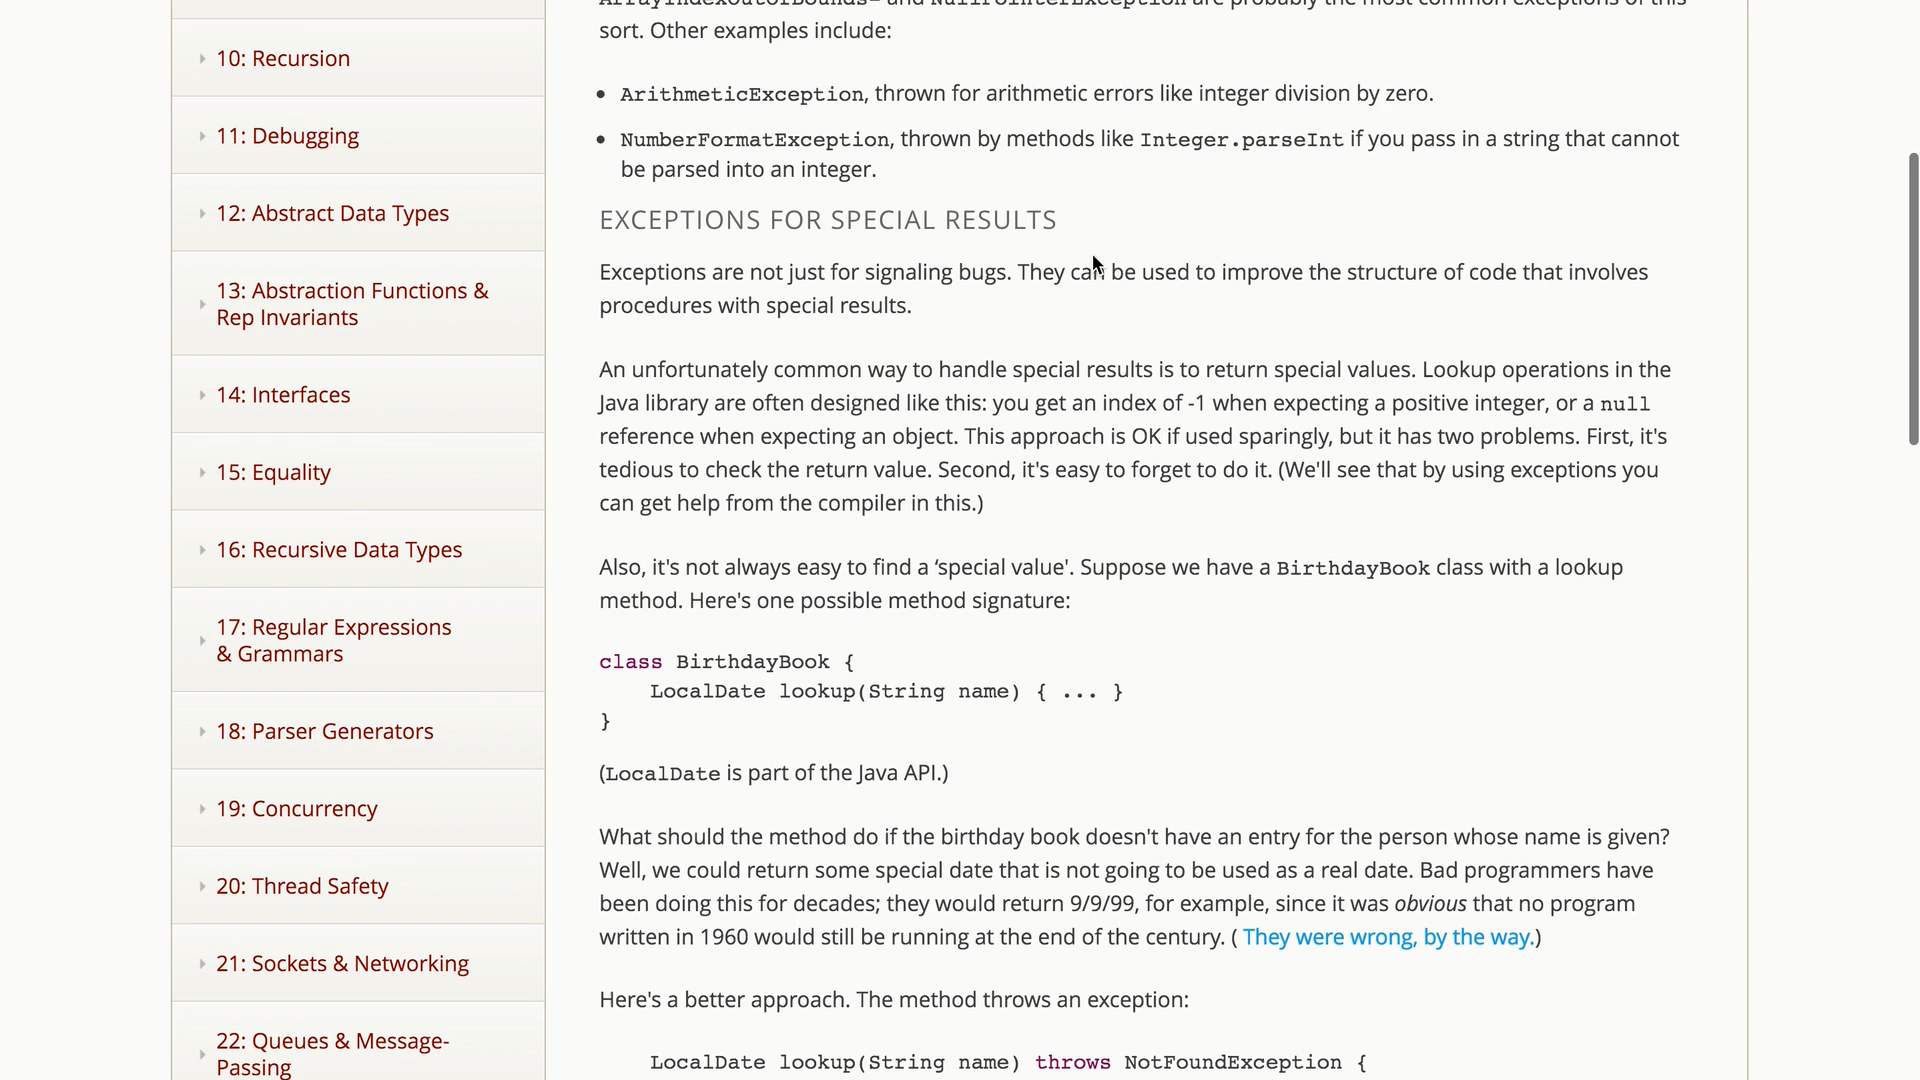 10: Recursion
11: Debugging
12: Abstract Data Types
13: Abstraction Functions &
Rep Invariants
14: Interfaces
15: Equality
16: Recursive Data Types
17: Regular Expressions
& Grammars
18: Parser Generators
19: Concurrency
20: Thread Safety
21: Sockets & Networking
22: Queues & Message-
Passing
ArrayIndexOutOfBounds- and NullPointerException are probably the most common exceptions of this
sort. Other examples include:
• ArithmeticException, thrown for arithmetic errors like integer division by zero.
• NumberFormatException, thrown by methods like Integer.parseInt if you pass in a string that cannot
be parsed into an integer.
EXCEPTIONS FOR SPECIAL RESULTS
Exceptions are not just for signaling bugs. They can be used to improve the structure of code that involves
procedures with special results.
An unfortunately common way to handle special results is to return special values. Lookup operations in the
Java library are often designed like this: you get an index of -1 when expecting a positive integer, or a null
reference when expecting an object. This approach is OK if used sparingly, but it has two problems. First, it's
tedious to check the return value. Second, it's easy to forget to do it. (We'll see that by using exceptions you
can get help from the compiler in this.)
Also, it's not always easy to find a ‘special value'. Suppose we have a BirthdayBook class with a lookup
method. Here's one possible method signature:
class BirthdayBook {
    LocalDate lookup(String name) { ... }
}
(LocalDate is part of the Java API.)
What should the method do if the birthday book doesn't have an entry for the person whose name is given?
Well, we could return some special date that is not going to be used as a real date. Bad programmers have
been doing this for decades; they would return 9/9/99, for example, since it was obvious that no program
written in 1960 would still be running at the end of the century. ( They were wrong, by the way.)
Here's a better approach. The method throws an exception:
    LocalDate lookup(String name) throws NotFoundException {